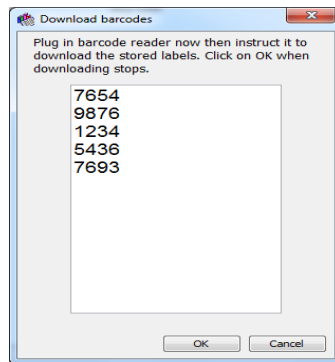 Download barcodes
Plug in barcode reader now then instruct it to
download the stored labels. Click on OK when
downloading stops.
7654
9876
1234
5436
7693
OK
Cancel